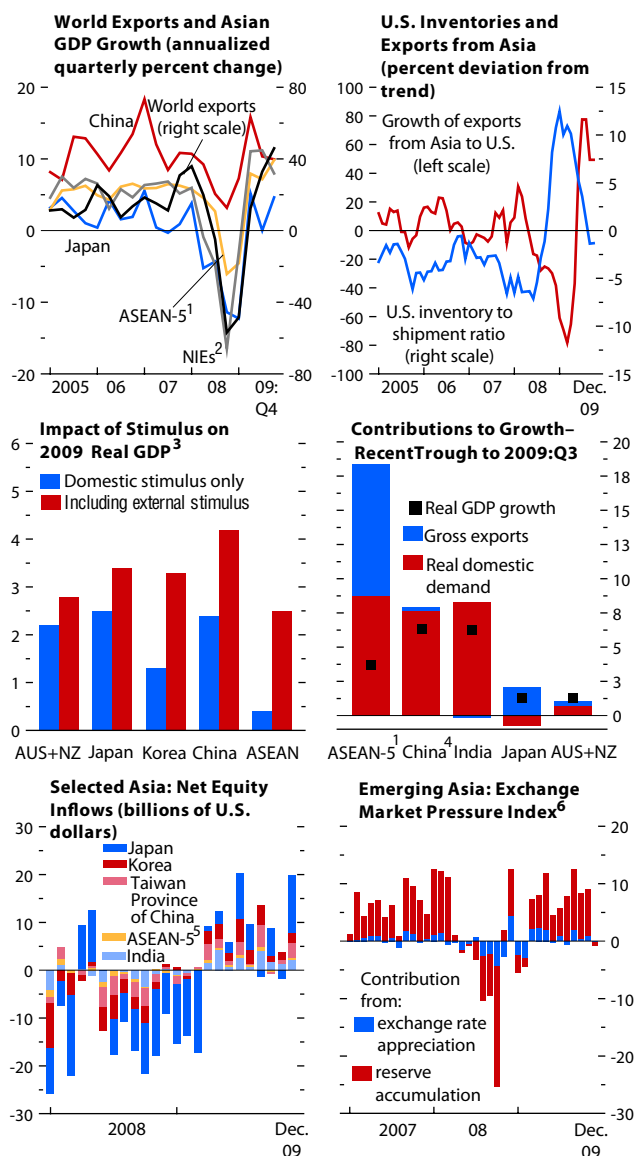 World Exports and Asian
GDP Growth (annualized
quarterly percent change)
20
80
China
World exports
(right scale)
10
40
0
0
Japan
-10
-40
ASEAN-5¹
NIEs²
-20
-80
2005
06
07
08
09:
Q4
U.S. Inventories and
Exports from Asia
(percent deviation from
trend)
100
80
60
40
20
0
-20
-40
-60
-80
-100
15
10
5
0
-5
-10
-15
Growth of exports
from Asia to U.S.
(left scale)
U.S. inventory to
shipment ratio
(right scale)
2005
06
07
08
Dec.
09
Impact of Stimulus on
2009 Real GDP³
6
5
4
3
2
1
0
Domestic stimulus only
Including external stimulus
AUS+NZ
Japan
Korea
China
ASEAN
Contributions to Growth–
RecentTrough to 2009:Q3
20
18
15
13
10
8
5
3
0
Real GDP growth
Gross exports
Real domestic
demand
ASEAN-5¹
China⁴
India
Japan
AUS+NZ
Selected Asia: Net Equity
Inflows (billions of U.S.
dollars)
30
20
10
0
-10
-20
-30
Japan
Korea
Taiwan
Province
of China
ASEAN-5⁵
India
2008
Dec.
09
Emerging Asia: Exchange
Market Pressure Index⁶
20
10
0
-10
-20
-30
Contribution
from:
exchange rate
appreciation
reserve
accumulation
2007
08
Dec.
09